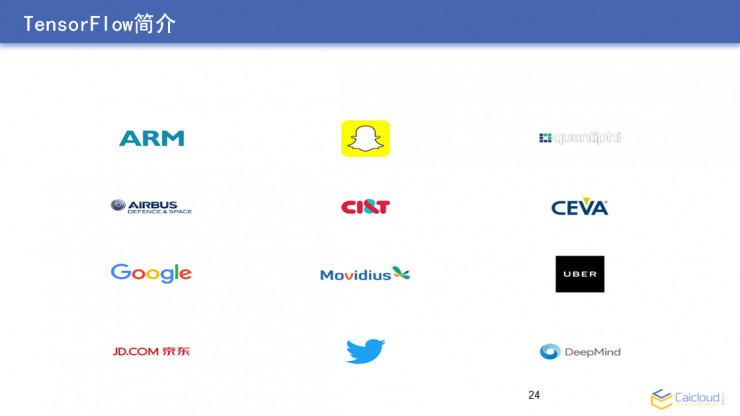 TensorFlow简介
ARM
quantiphi
AIRBUS
DEFENCE & SPACE
CI&T
CEVA
Google
Movidius
UBER
JD.COM 京东
DeepMind
24
Caicloud